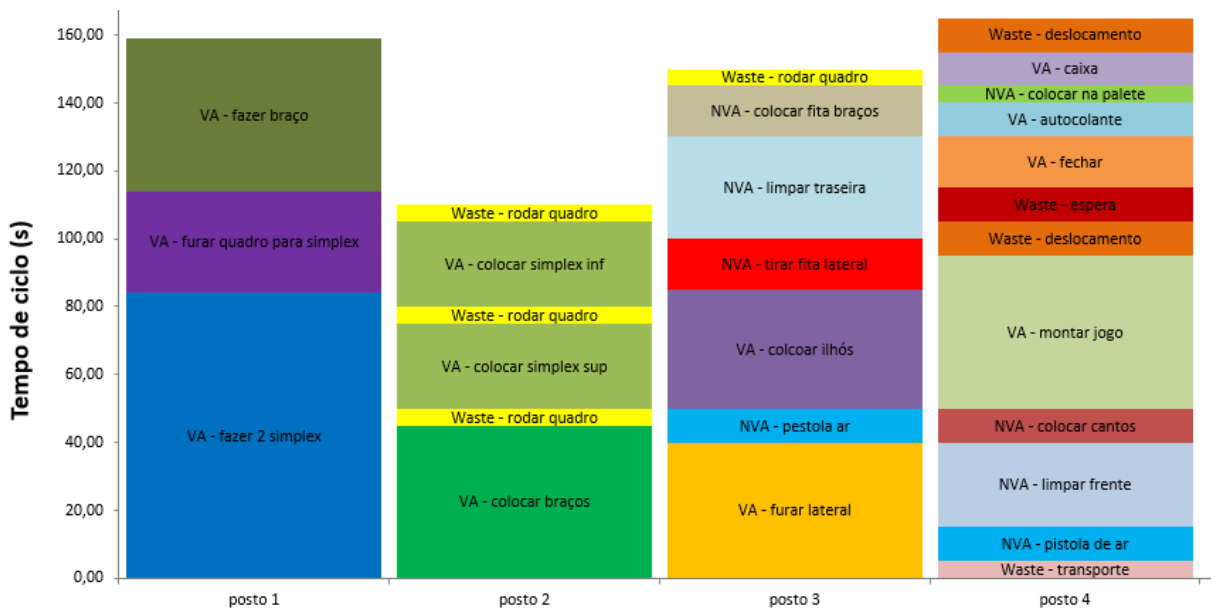 Tempo de ciclo (s)
160,00
140,00
120,00
100,00
80,00
60,00
40,00
20,00
0,00
VA - fazer braço
VA - furar quadro para simplex
VA - fazer 2 simplex
posto 1
Waste - rodar quadro
VA - colocar simplex inf
Waste - rodar quadro
VA - colocar simplex sup
Waste - rodar quadro
VA - colocar braços
posto 2
Waste - rodar quadro
NVA - colocar fita braços
NVA - limpar traseira
NVA - tirar fita lateral
VA - colcoar ilhós
NVA - pestola ar
VA - furar lateral
posto 3
Waste - deslocamento
VA - caixa
NVA - colocar na palete
VA - autocolante
VA - fechar
Waste - espera
Waste - deslocamento
VA - montar jogo
NVA - colocar cantos
NVA - limpar frente
NVA - pistola de ar
Waste - transporte
posto 4